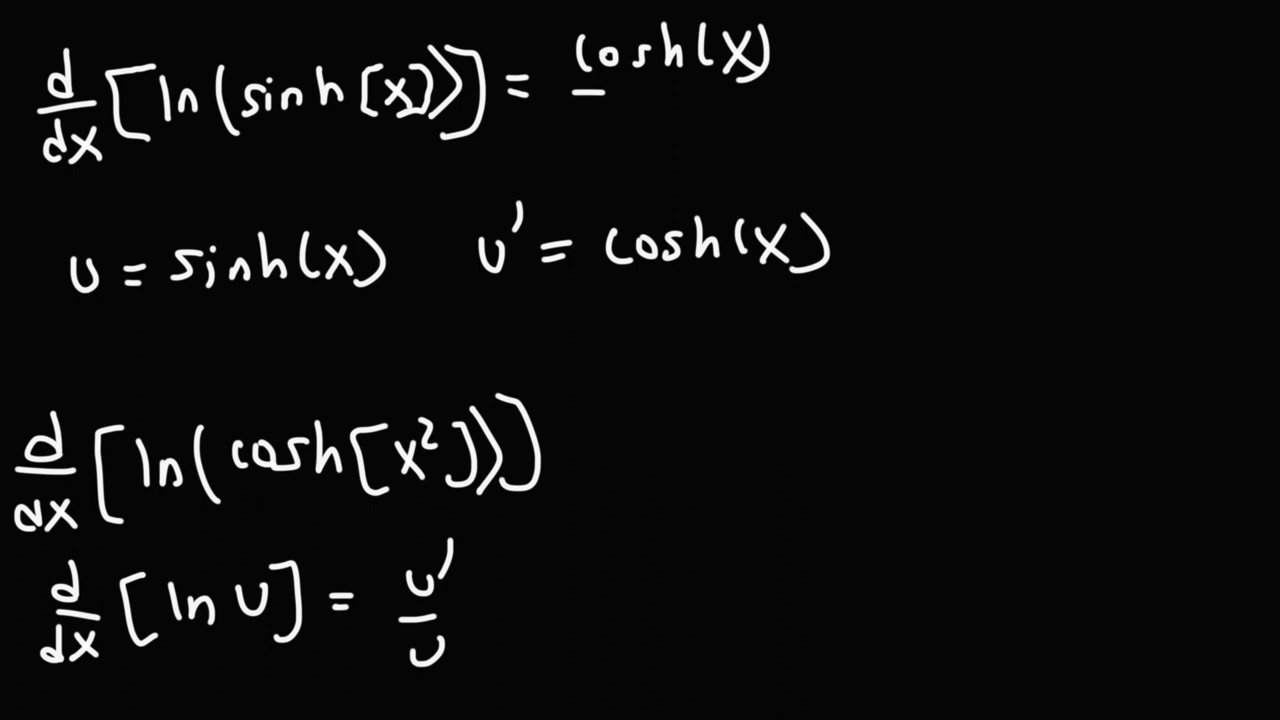 d/dx [ln(sinh[x])] = cosh(x)/
u = sinh(x) u' = cosh(x)
d/dx [ln(cosh[x²])]
d/dx [ln u] = u'/u